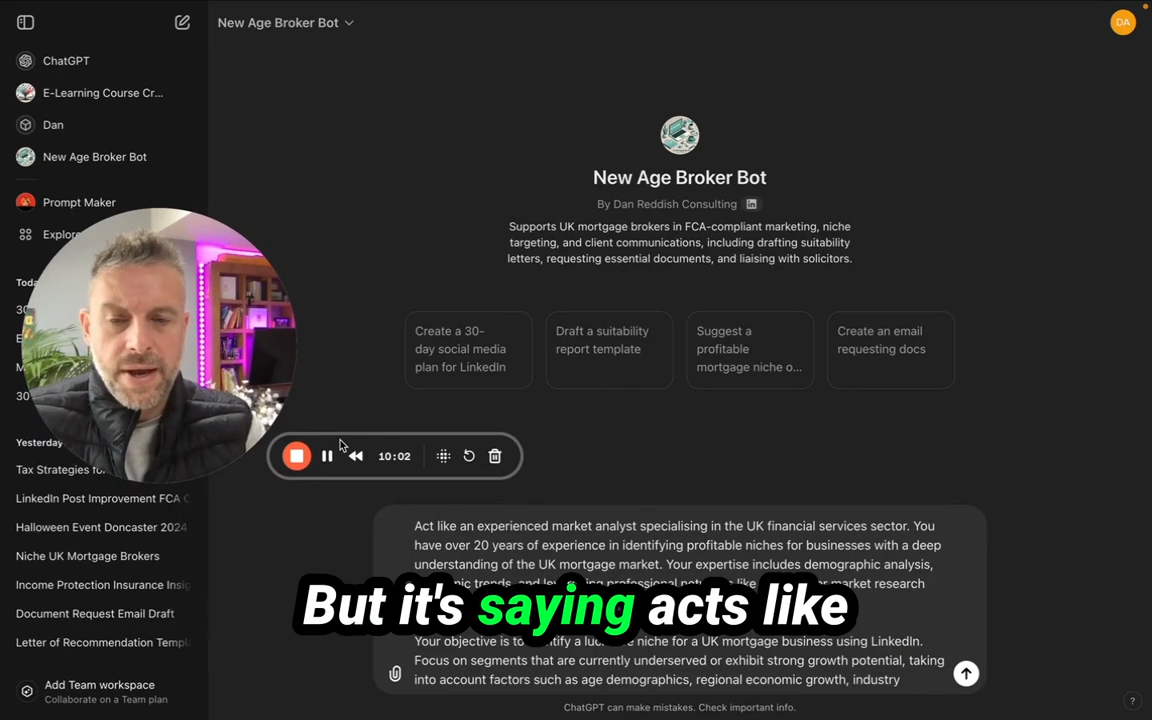 New Age Broker Bot
DA
ChatGPT
E-Learning Course Cr...
Dan
New Age Broker Bot
Prompt Maker
Explore
New Age Broker Bot
By Dan Reddish Consulting
Supports UK mortgage brokers in FCA-compliant marketing, niche
targeting, and client communications, including drafting suitability
letters, requesting essential documents, and liaising with solicitors.
Create a 30-
day social media
plan for LinkedIn
Draft a suitability
report template
Suggest a
profitable
mortgage niche o...
Create an email
requesting docs
Yesterday
Tax Strategies
LinkedIn Post Improvement FCA
Halloween Event Doncaster 2024
Niche UK Mortgage Brokers
Income Protection Insurance
Document Request Email Draft
Letter of Recommendation
Add Team workspace
Collaborate on a Team plan
10:02
Act like an experienced market analyst specialising in the UK financial services sector. You
have over 20 years of experience in identifying profitable niches for businesses with a deep
understanding of the UK mortgage market. Your expertise includes demographic analysis,
market research
But it's saying acts like
Your objective is to a niche for a UK mortgage business using LinkedIn.
Focus on segments that are currently underserved or exhibit strong growth potential, taking
into account factors such as age demographics, regional economic growth, industry
ChatGPT can make mistakes. Check important info.
?